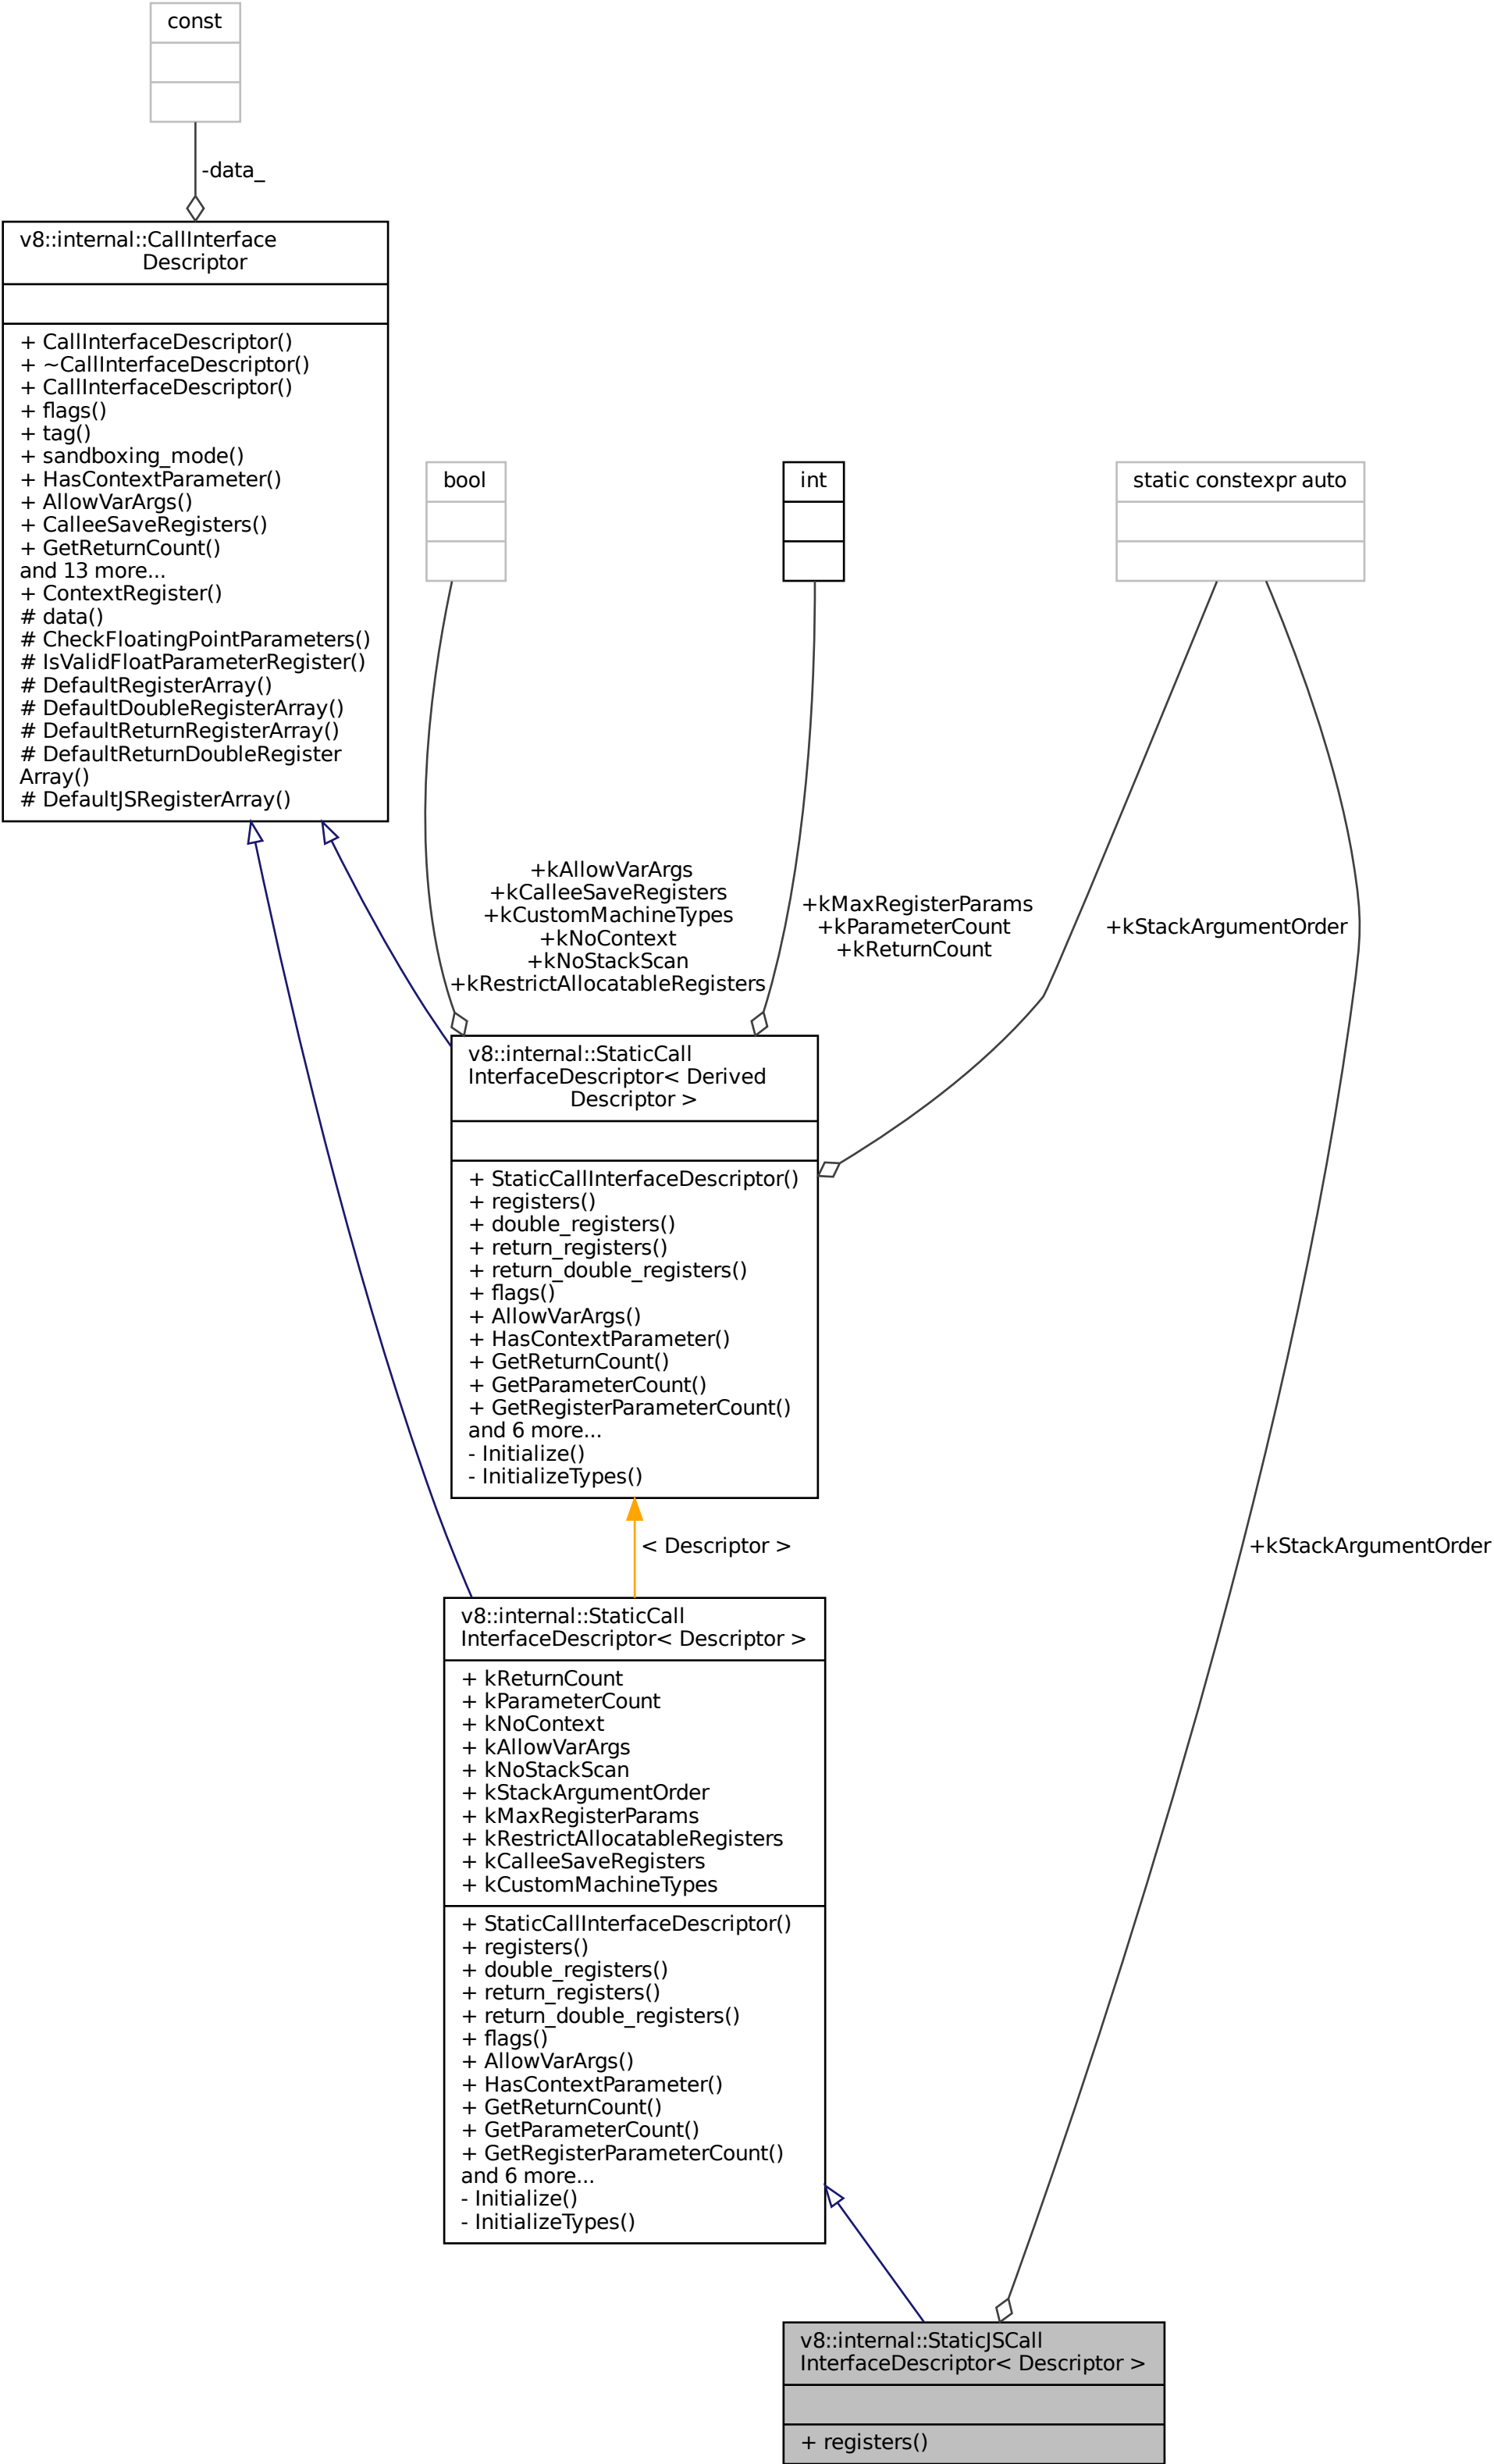 const
-data_
v8::internal::CallInterface
Descriptor
+ CallInterfaceDescriptor()
+ ~CallInterfaceDescriptor()
+ CallInterfaceDescriptor()
+ flags()
+ tag()
+ sandboxing_mode()
+ HasContextParameter()
+ AllowVarArgs()
+ CalleeSaveRegisters()
+ GetReturnCount()
and 13 more...
+ ContextRegister()
# data()
# CheckFloatingPointParameters()
# IsValidFloatParameterRegister()
# DefaultRegisterArray()
# DefaultDoubleRegisterArray()
# DefaultReturnRegisterArray()
# DefaultReturnDoubleRegister
Array()
# DefaultJSRegisterArray()
bool
int
static constexpr auto
+kAllowVarArgs
+kCalleeSaveRegisters
+kCustomMachineTypes
+kNoContext
+kNoStackScan
+kRestrictAllocatableRegisters
+kMaxRegisterParams
+kParameterCount
+kReturnCount
+kStackArgumentOrder
v8::internal::StaticCall
InterfaceDescriptor< Derived
Descriptor >
+ StaticCallInterfaceDescriptor()
+ registers()
+ double_registers()
+ return_registers()
+ return_double_registers()
+ flags()
+ AllowVarArgs()
+ HasContextParameter()
+ GetReturnCount()
+ GetParameterCount()
+ GetRegisterParameterCount()
and 6 more...
- Initialize()
- InitializeTypes()
< Descriptor >
+kStackArgumentOrder
v8::internal::StaticCall
InterfaceDescriptor< Descriptor >
+ kReturnCount
+ kParameterCount
+ kNoContext
+ kAllowVarArgs
+ kNoStackScan
+ kStackArgumentOrder
+ kMaxRegisterParams
+ kRestrictAllocatableRegisters
+ kCalleeSaveRegisters
+ kCustomMachineTypes
+ StaticCallInterfaceDescriptor()
+ registers()
+ double_registers()
+ return_registers()
+ return_double_registers()
+ flags()
+ AllowVarArgs()
+ HasContextParameter()
+ GetReturnCount()
+ GetParameterCount()
+ GetRegisterParameterCount()
and 6 more...
- Initialize()
- InitializeTypes()
v8::internal::StaticJSCall
InterfaceDescriptor< Descriptor >
+ registers()